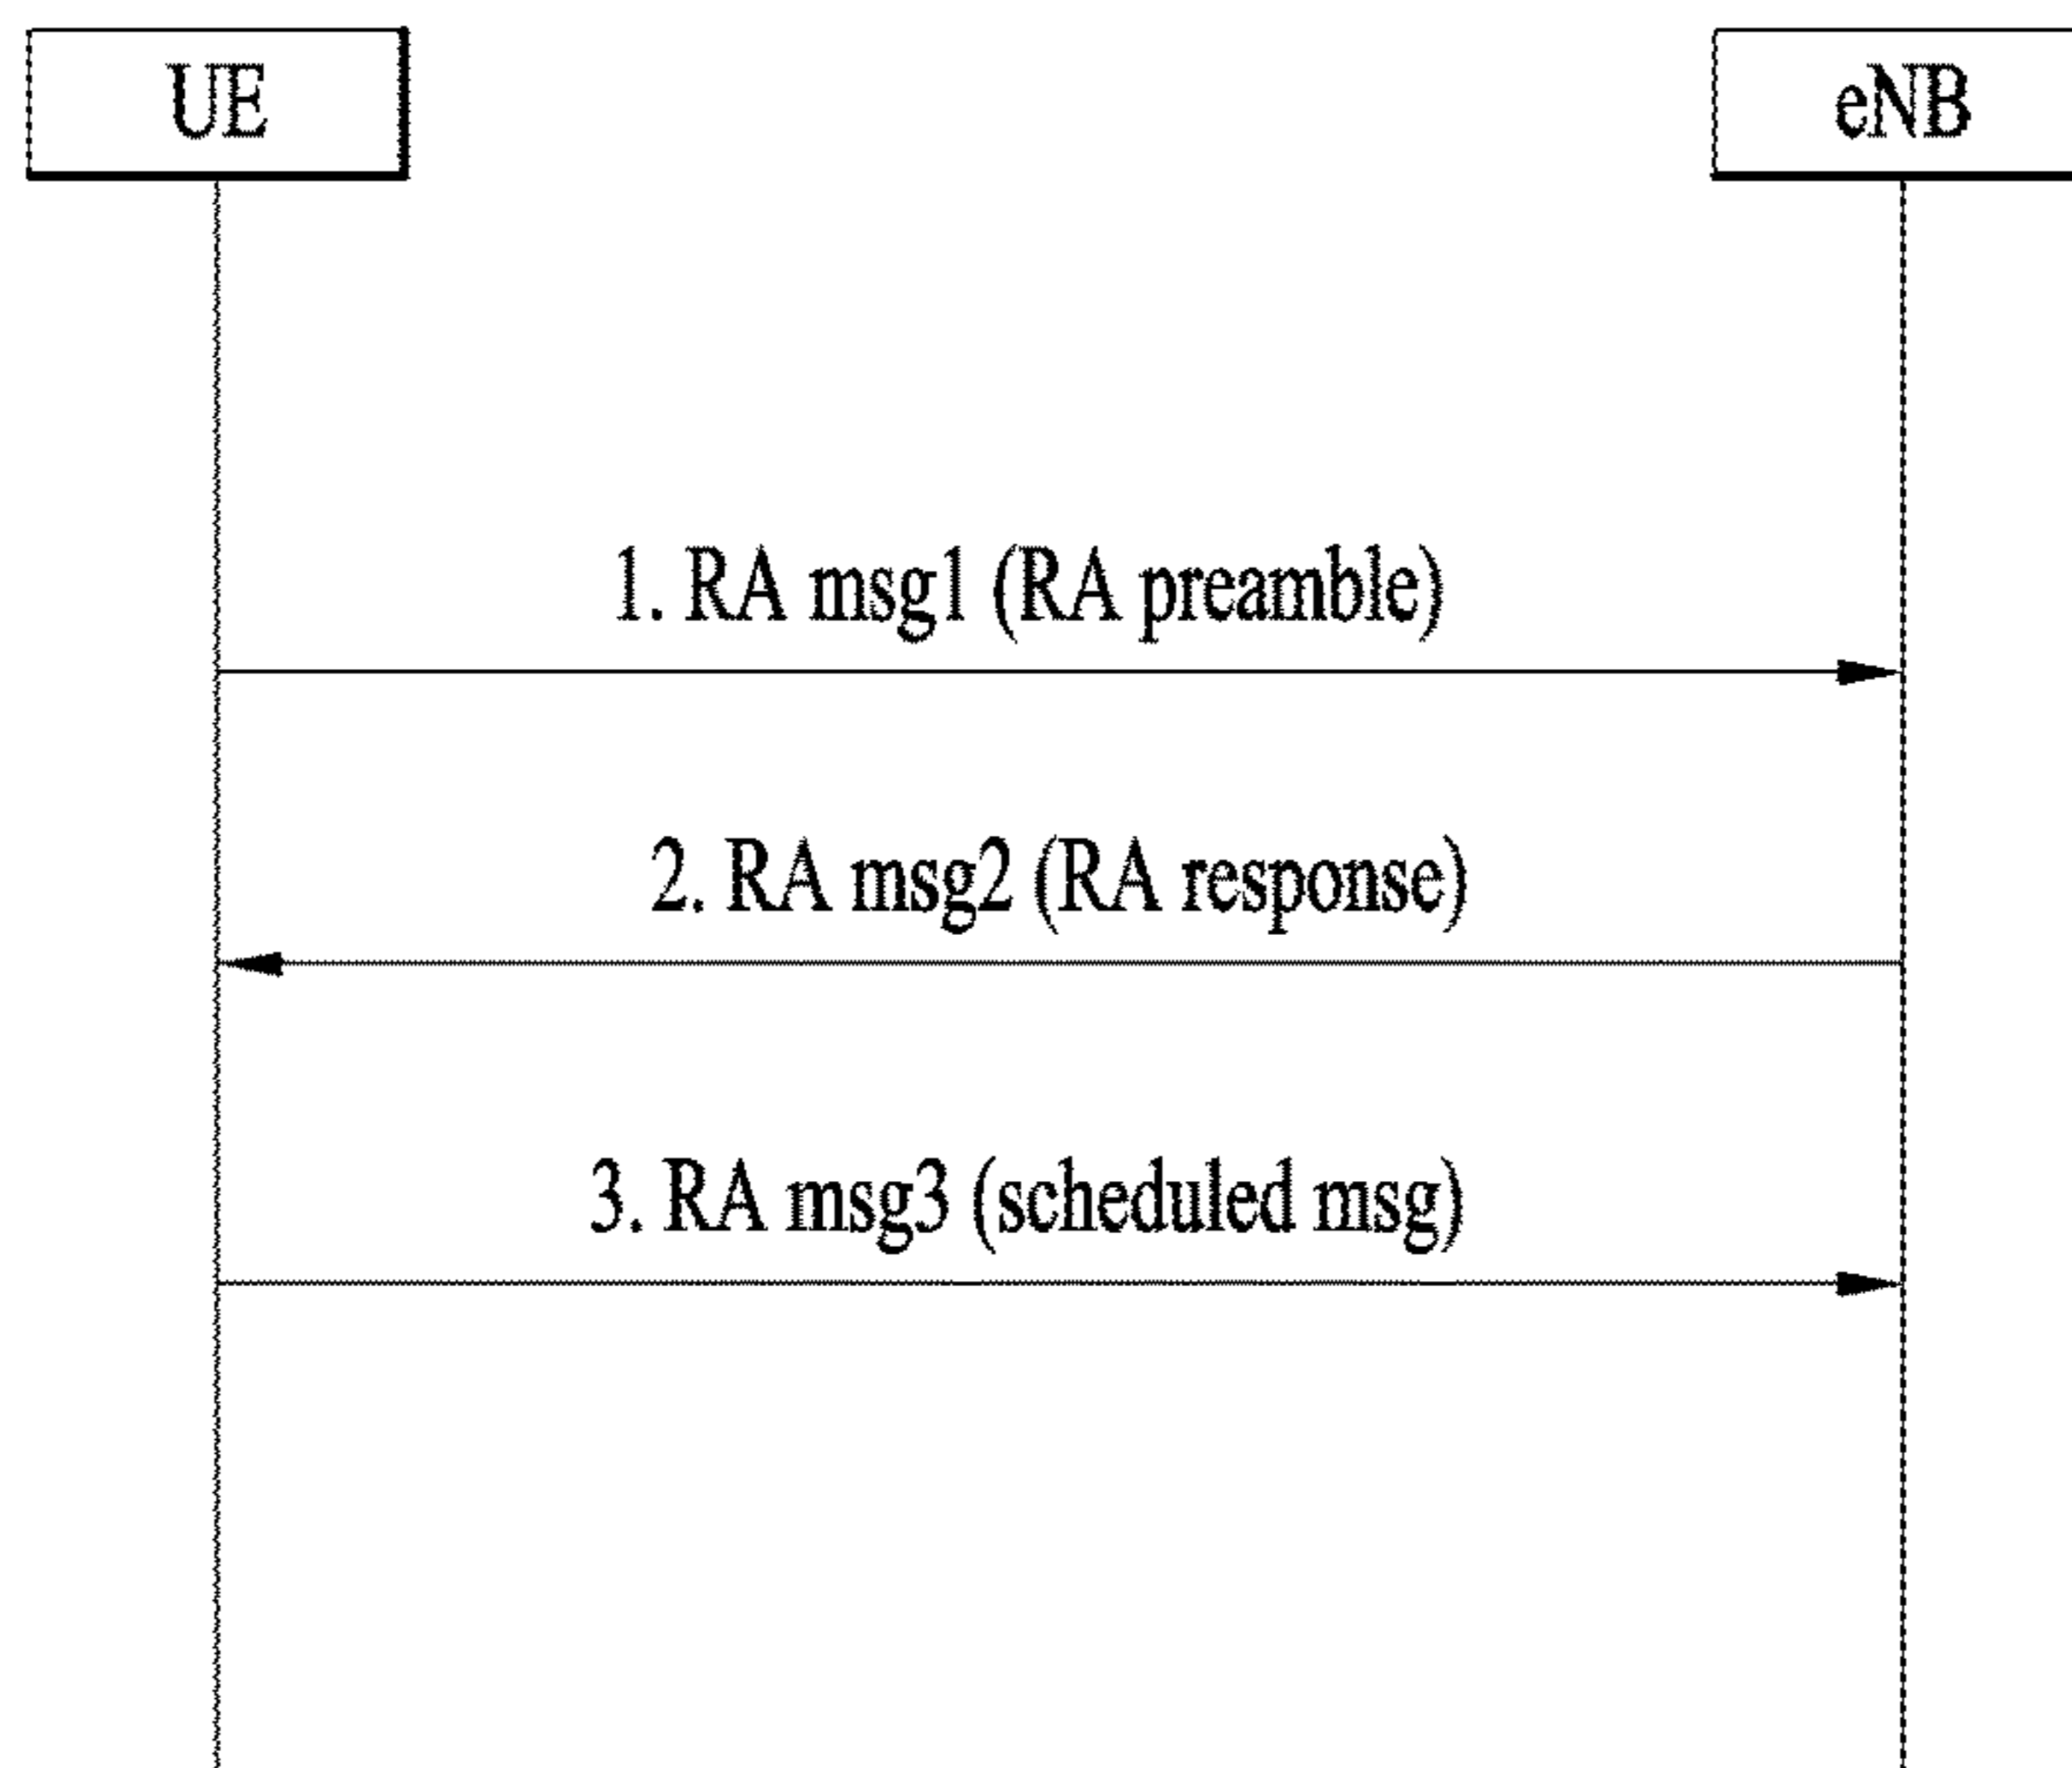 UE
eNB
1. RA msg1 (RA preamble)
2. RA msg2 (RA response)
3. RA msg3 (scheduled msg)